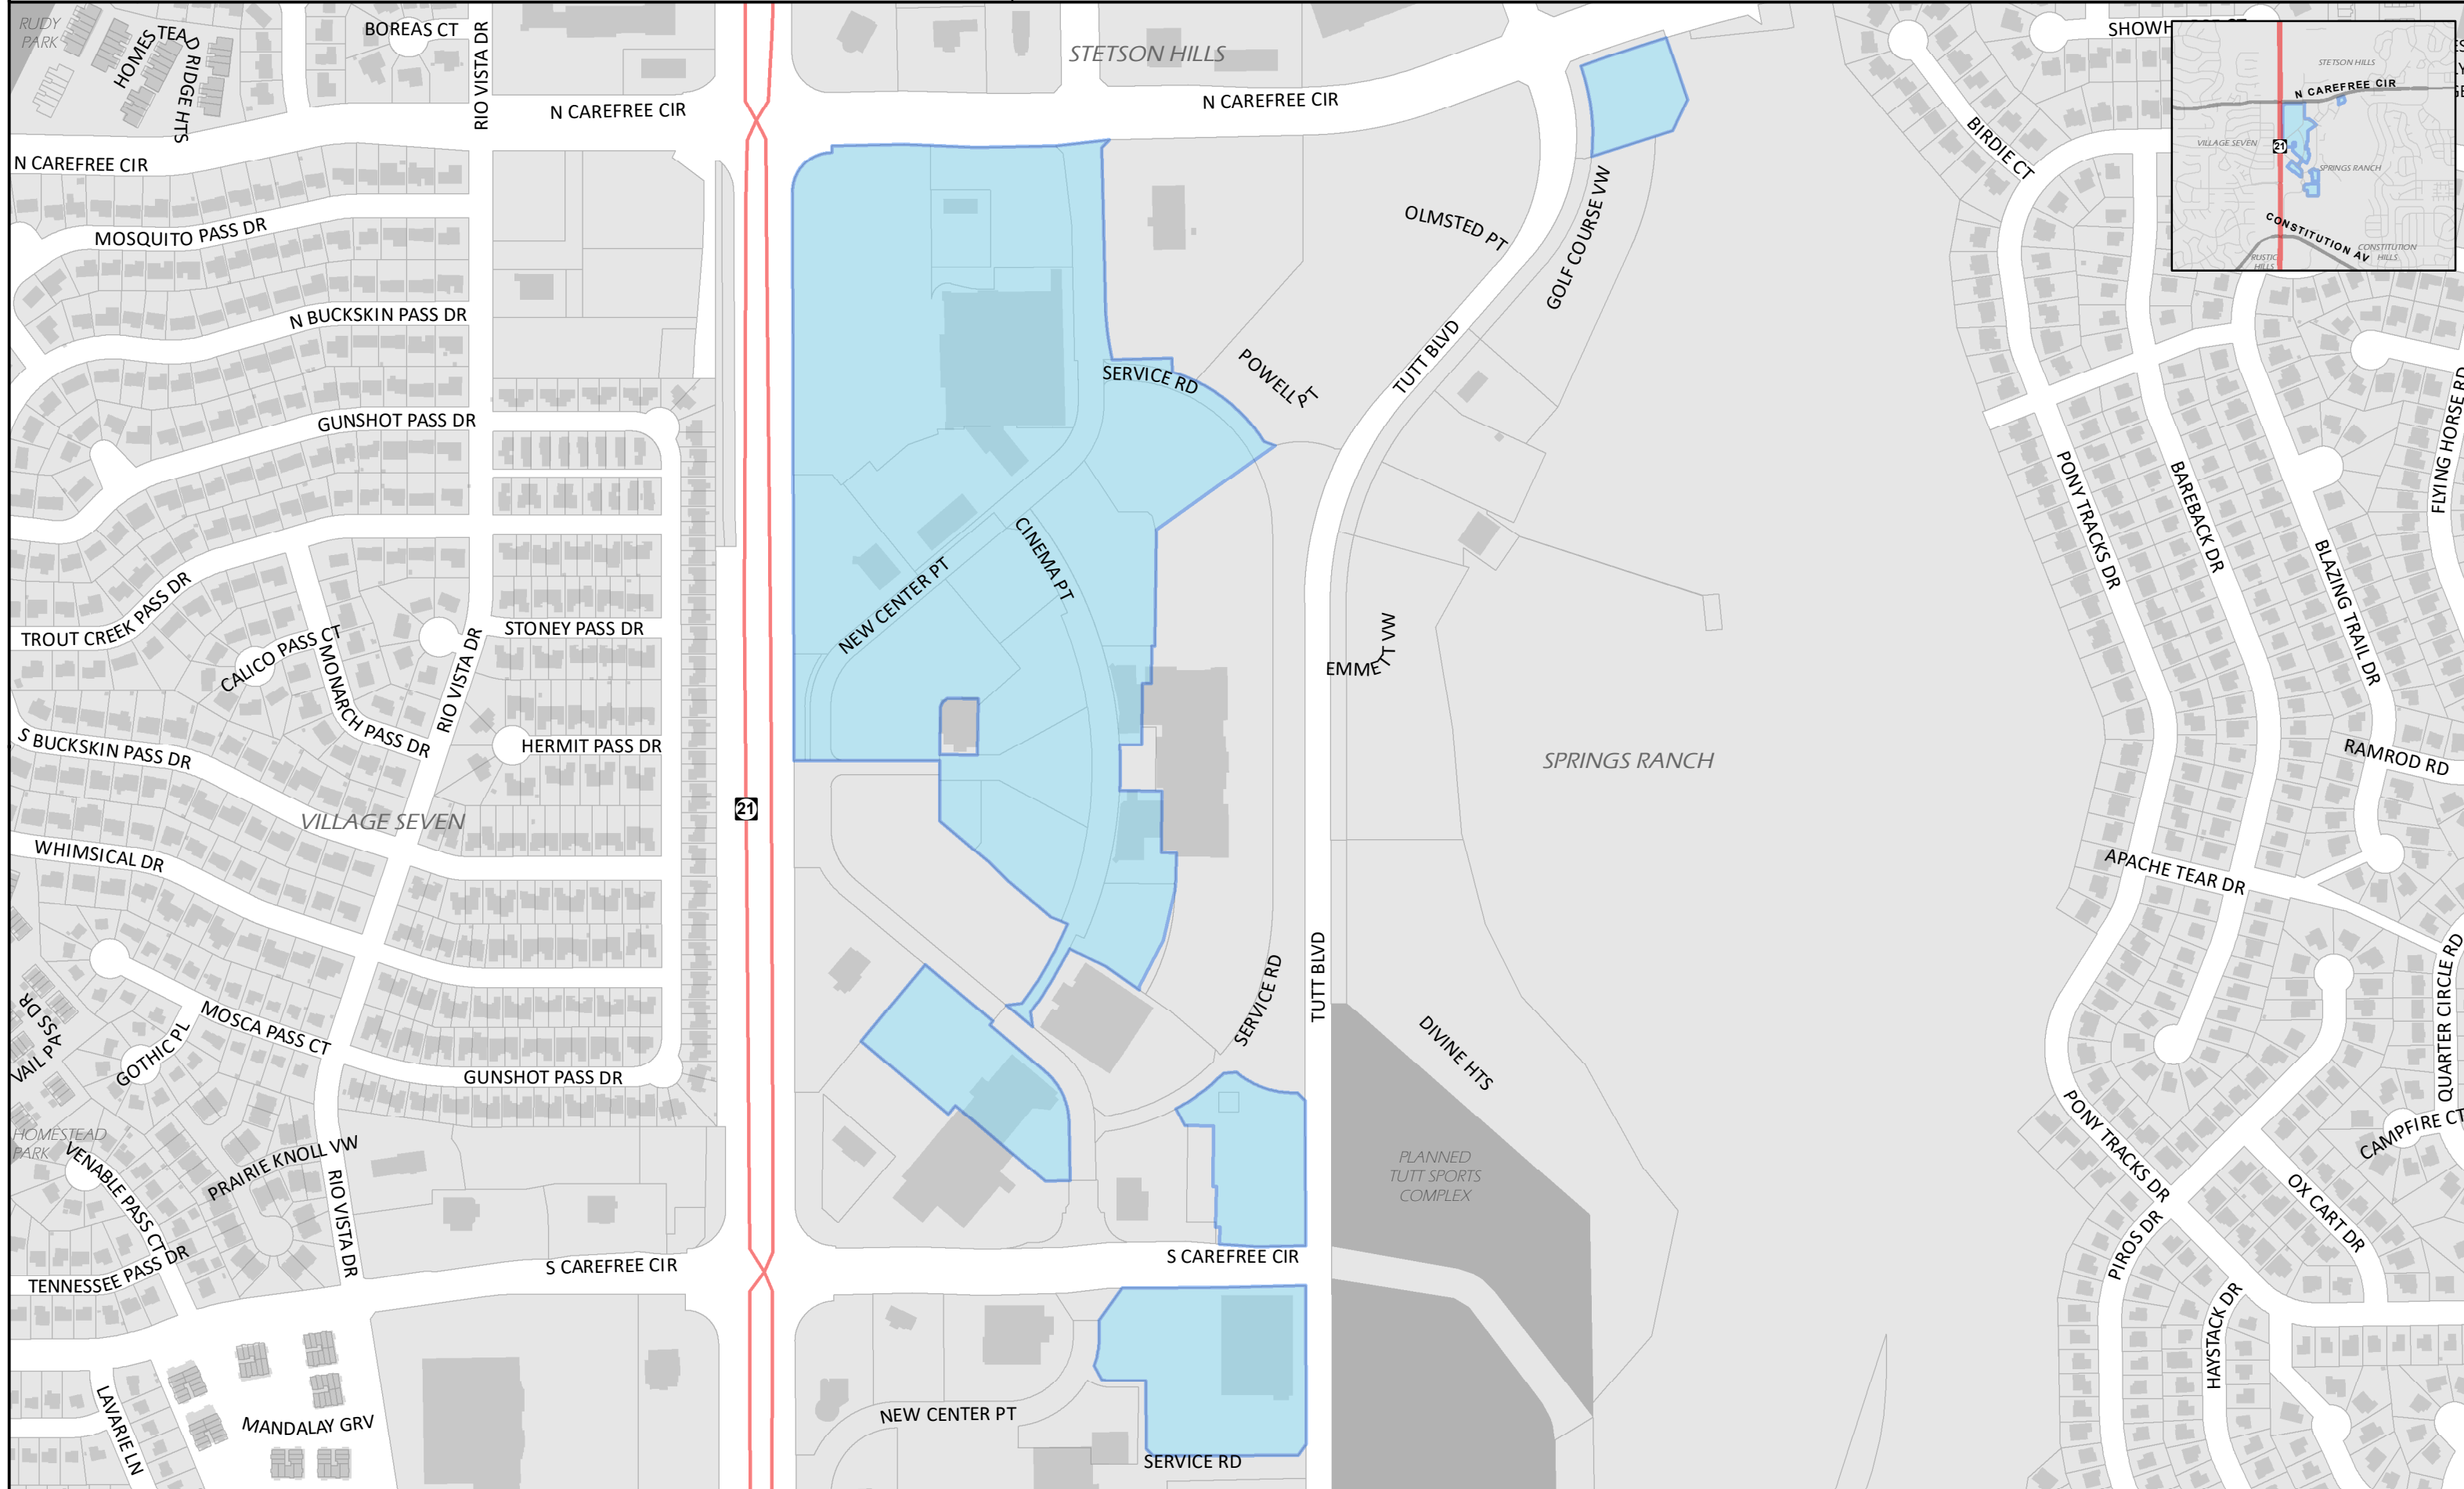 RUDY
PARK
HOMESTEAD RIDGE HTS
BOREAS CT
RIO VISTA DR
STETSON HILLS
N CAREFREE CIR
N CAREFREE CIR
N CAREFREE CIR
MOSQUITO PASS DR
N BUCKSKIN PASS DR
GUNSHOT PASS DR
TROUT CREEK PASS DR
CALICO PASS CT
MONARCH PASS DR
RIO VISTA DR
STONEY PASS DR
HERMIT PASS DR
S BUCKSKIN PASS DR
VILLAGE SEVEN
WHIMSICAL DR
MOSCA PASS CT
GOTHIC PL
VAIL PASS DR
GUNSHOT PASS DR
HOMESTEAD
PARK
VENABLE PASS CT
PRAIRIE KNOLL VW
RIO VISTA DR
TENNESSEE PASS DR
S CAREFREE CIR
LAVARIE LN
MANDALAY GRV
21
SERVICE RD
POWELL PT
OLMSTED PT
GOLF COURSE VW
TUTT BLVD
CINEMA PT
NEW CENTER PT
EMMETT VW
SPRINGS RANCH
SERVICE RD
TUTT BLVD
DIVINE HTS
PLANNED
TUTT SPORTS
COMPLEX
S CAREFREE CIR
NEW CENTER PT
SERVICE RD
BIRDIE CT
PONY TRACKS DR
BAREBACK DR
BLAZING TRAIL DR
FLYING HORSE RD
RAMROD RD
APACHE TEAR DR
QUARTER CIRCLE RD
CAMPFIRE CT
PONY TRACKS DR
OX CART DR
PIROS DR
HAYSTACK DR
STETSON HILLS
N CAREFREE CIR
VILLAGE SEVEN
21
SPRINGS RANCH
CONSTITUTION AV
CONSTITUTION
HILLS
RUSTIC
HILLS